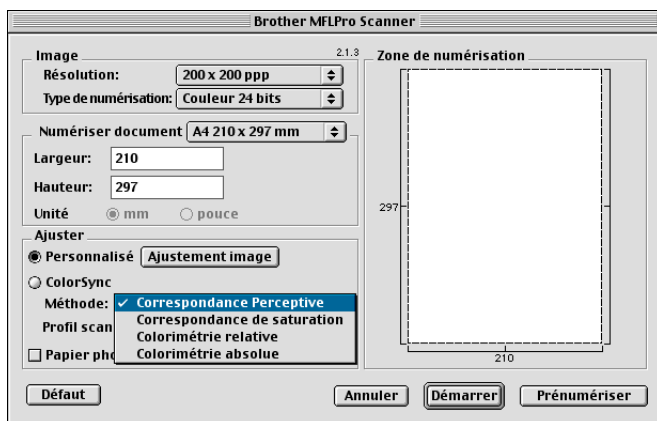 Brother MFLPro Scanner
Image
2.1.3
Résolution:
200 x 200 ppp
Type de numérisation:
Couleur 24 bits
Numériser document
A4 210 x 297 mm
Largeur:
210
Hauteur:
297
Unité
mm
pouce
Ajuster
Personnalisé
Ajustement image
ColorSync
Méthode:
✓ Correspondance Perceptive
Correspondance de saturation
Colorimétrie relative
Colorimétrie absolue
Profil scan
Papier pho
Zone de numérisation
297
210
Défaut
Annuler
Démarrer
Prénumériser